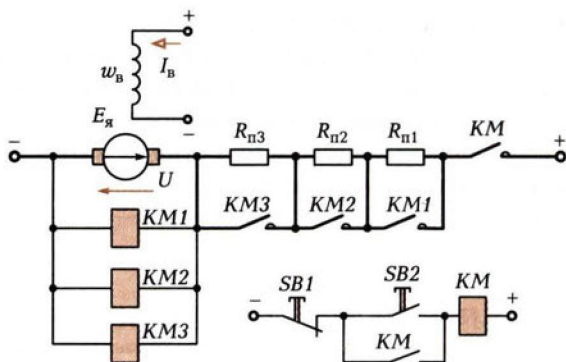 +
w_в I_в
−
E_я
− U R_п3 R_п2 R_п1 KM +
KM1 KM3 KM2 KM1
KM2
KM3
SB1 SB2 KM
− +
KM